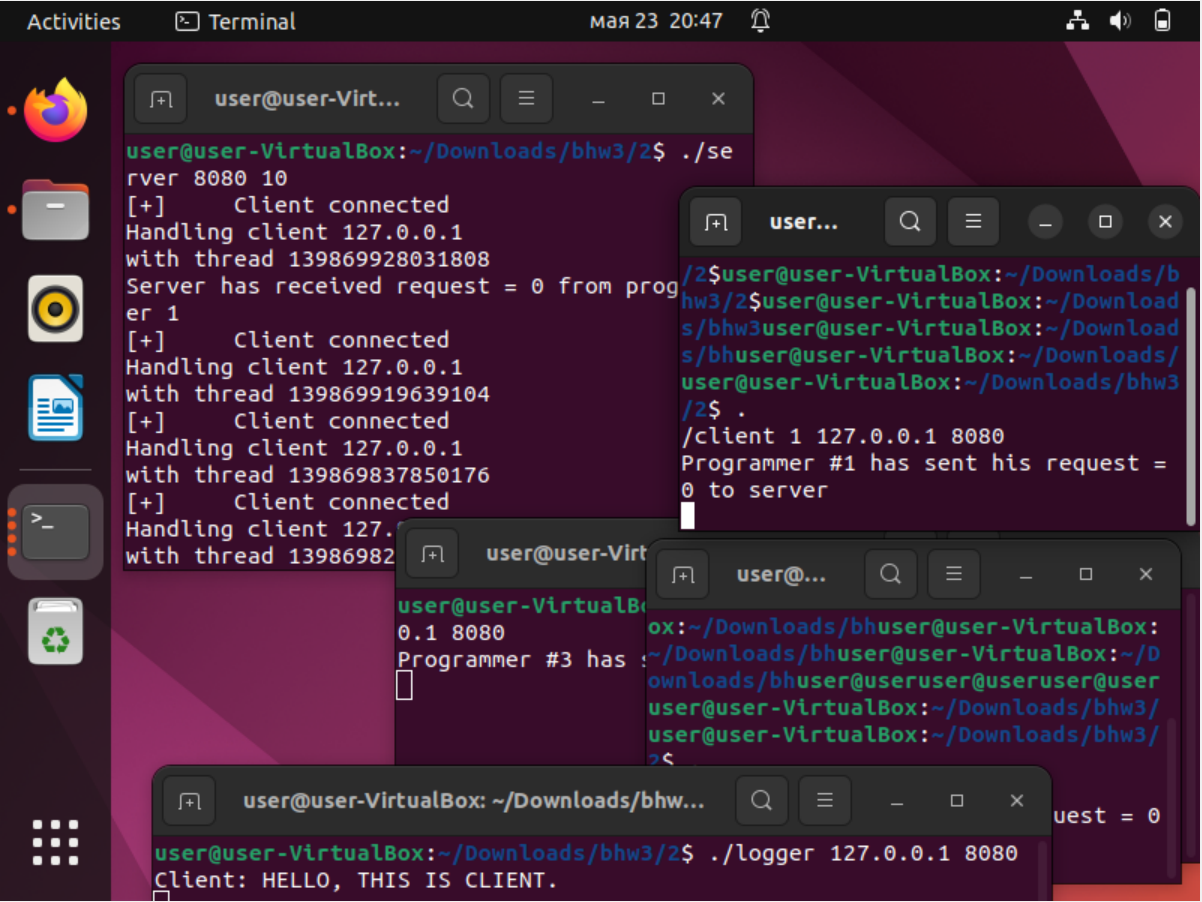 Activities Terminal мая 23 20:47
user@user-Virt...
user@user-VirtualBox:~/Downloads/bhw3/2$ ./se
rver 8080 10
[+] Client connected
Handling client 127.0.0.1
with thread 139869928031808
Server has received request = 0 from prog
er 1
[+] Client connected
Handling client 127.0.0.1
with thread 139869919639104
[+] Client connected
Handling client 127.0.0.1
with thread 139869837850176
[+] Client connected
Handling client 127.
with thread 13986982
user...
/2$user@user-VirtualBox:~/Downloads/b
hw3/2$user@user-VirtualBox:~/Download
s/bhw3user@user-VirtualBox:~/Download
s/bhuser@user-VirtualBox:~/Downloads/
user@user-VirtualBox:~/Downloads/bhw3
/2$ .
/client 1 127.0.0.1 8080
Programmer #1 has sent his request =
0 to server
user@user-Virt
user@user-VirtualBo
0.1 8080
Programmer #3 has s
user@...
ox:~/Downloads/bhuser@user-VirtualBox:
~/Downloads/bhuser@user-VirtualBox:~/D
ownloads/bhuser@useruser@useruser@user
user@user-VirtualBox:~/Downloads/bhw3/
user@user-VirtualBox:~/Downloads/bhw3/
2$ .
uest = 0
user@user-VirtualBox: ~/Downloads/bhw...
user@user-VirtualBox:~/Downloads/bhw3/2$ ./logger 127.0.0.1 8080
Client: HELLO, THIS IS CLIENT.